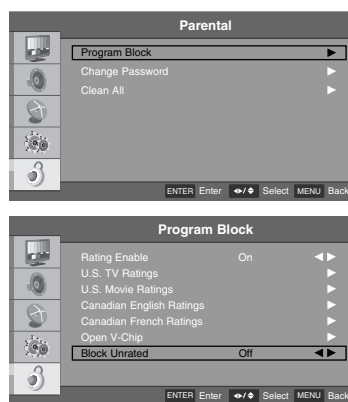 Parental
Program Block
Change Password
Clean All
ENTER Enter Select MENU Back
Program Block
Rating Enable On
U.S. TV Ratings
U.S. Movie Ratings
Canadian English Ratings
Canadian French Ratings
Open V-Chip
Block Unrated Off
ENTER Enter Select MENU Back